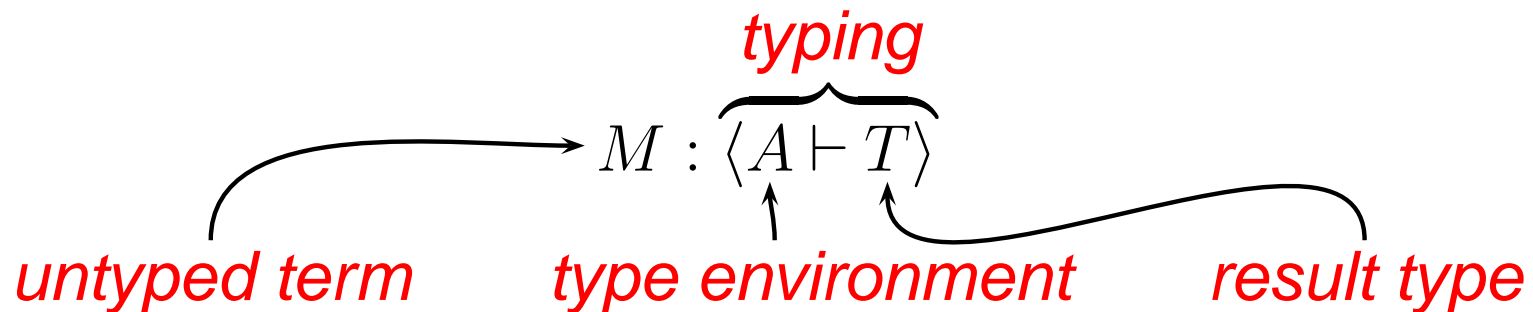 typing
M : ⟨A ⊢ T⟩
untyped term type environment result type